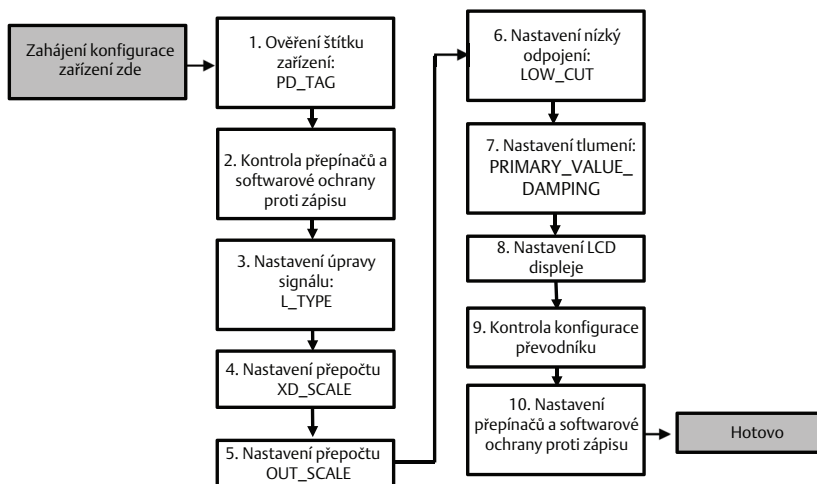 Zahájení konfigurace
zařízení zde
1. Ověření štítku
zařízení:
PD_TAG
2. Kontrola přepínačů a
softwarové ochrany
proti zápisu
3. Nastavení úpravy
signálu:
L_TYPE
4. Nastavení přepočtu
XD_SCALE
5. Nastavení přepočtu
OUT_SCALE
6. Nastavení nízký
odpojení:
LOW_CUT
7. Nastavení tlumení:
PRIMARY_VALUE_
DAMPING
8. Nastavení LCD
displeje
9. Kontrola konfigurace
převodníku
10. Nastavení
přepínačů a softwarové
ochrany proti zápisu
Hotovo